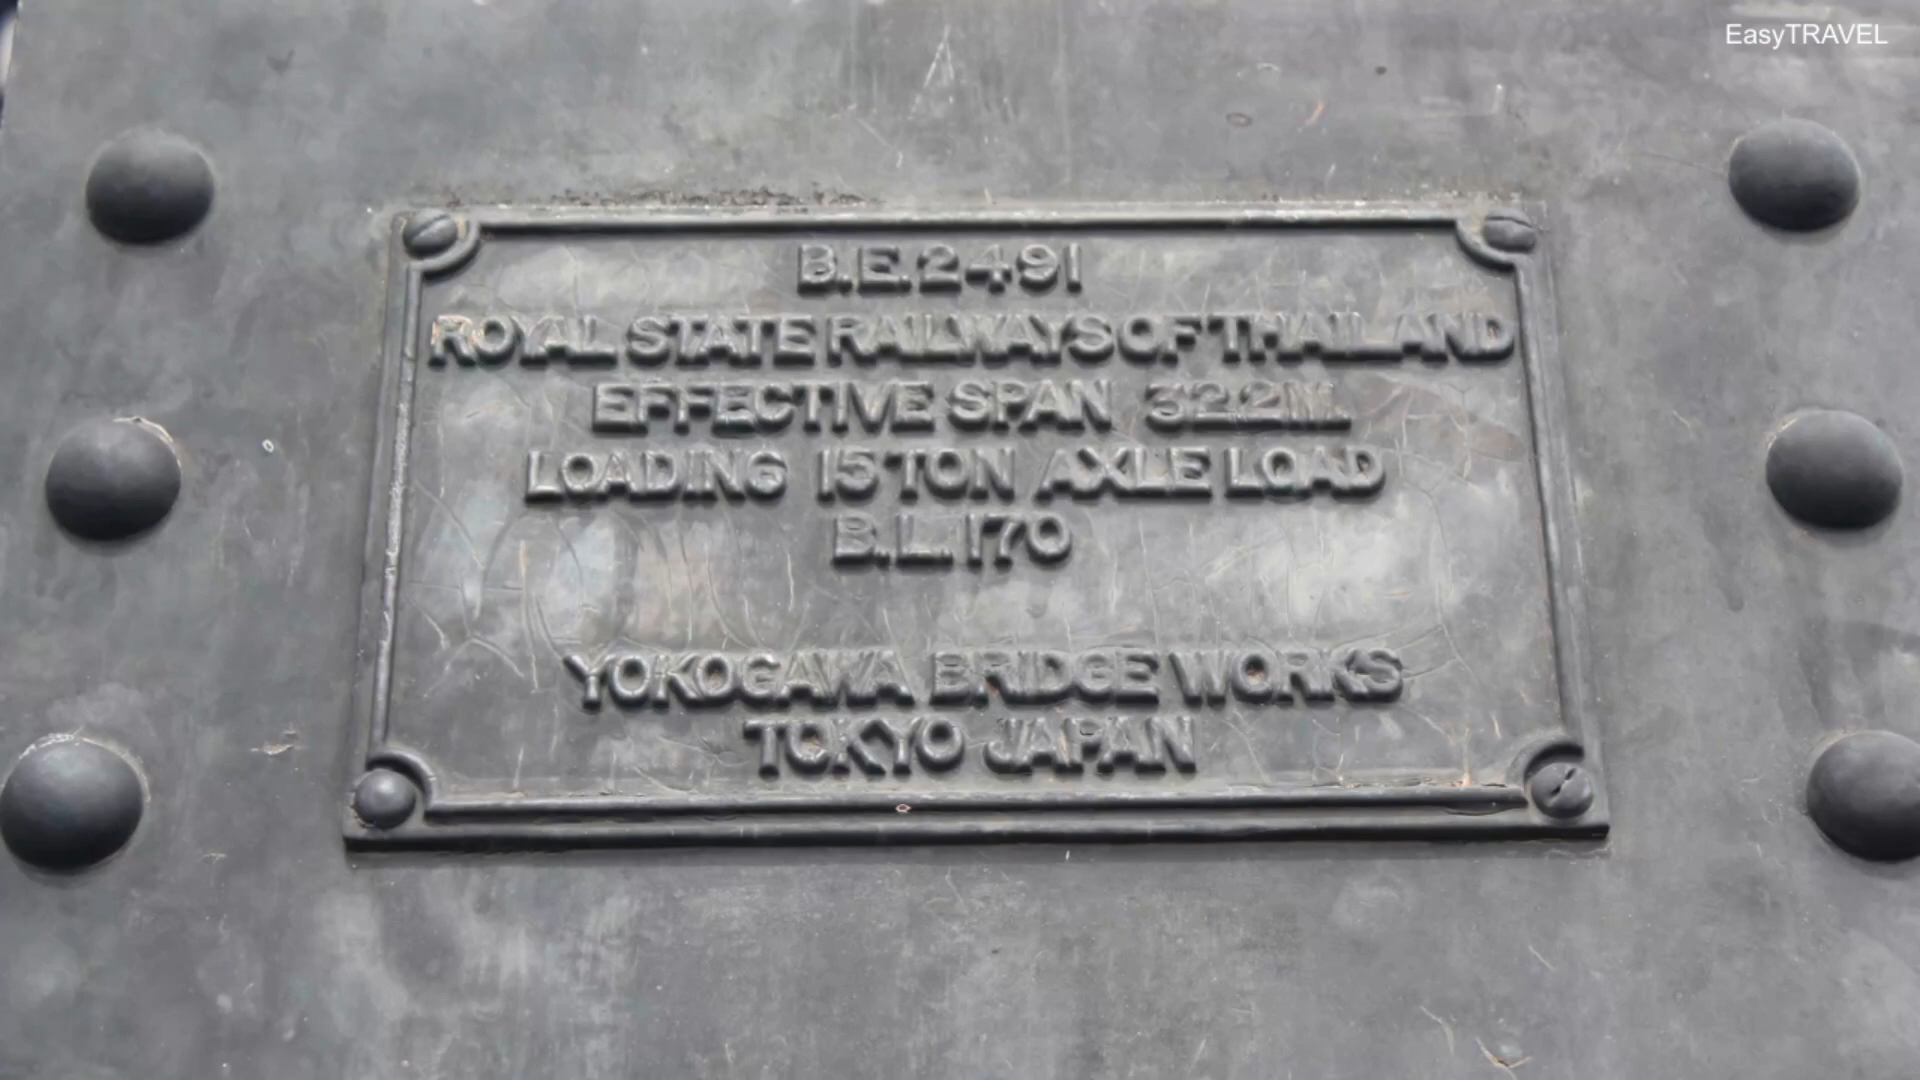 EasyTRAVEL
B.E.2491
ROYAL STATE RAILWAYS OF THAILAND
EFFECTIVE SPAN 32.2M.
LOADING 15 TON AXLE LOAD
B.L.170
YOKOGAWA BRIDGE WORKS
TOKYO JAPAN